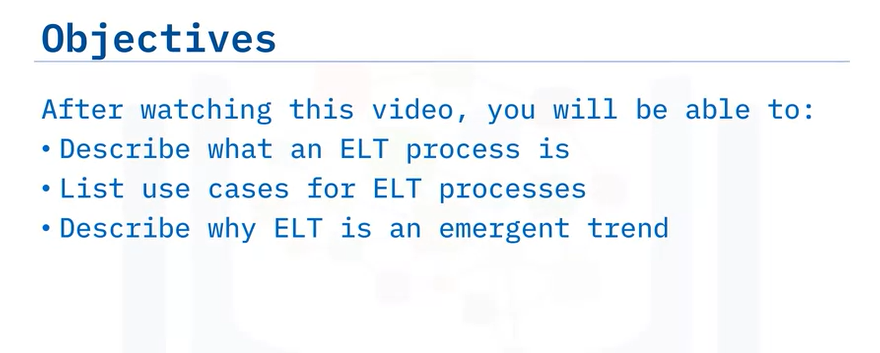 Objectives
After watching this video, you will be able to:
• Describe what an ELT process is
• List use cases for ELT processes
• Describe why ELT is an emergent trend